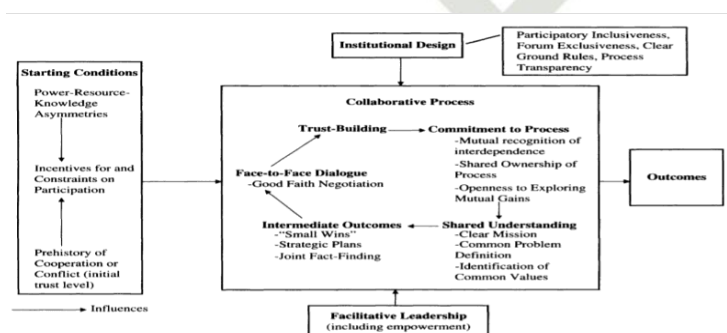 Institutional Design
Participatory Inclusiveness,
Forum Exclusiveness, Clear
Ground Rules, Process
Transparency
Starting Conditions
Power-Resource-
Knowledge
Asymmetries
Incentives for and
Constraints on
Participation
Prehistory of
Cooperation or
Conflict (initial
trust level)
Influences
Collaborative Process
Trust-Building
Commitment to Process
-Mutual recognition of
interdependence
-Shared Ownership of
Process
-Openness to Exploring
Mutual Gains
Face-to-Face Dialogue
-Good Faith Negotiation
Intermediate Outcomes
-"Small Wins"
-Strategic Plans
-Joint Fact-Finding
Shared Understanding
-Clear Mission
-Common Problem
Definition
-Identification of
Common Values
Outcomes
Facilitative Leadership
(including empowerment)